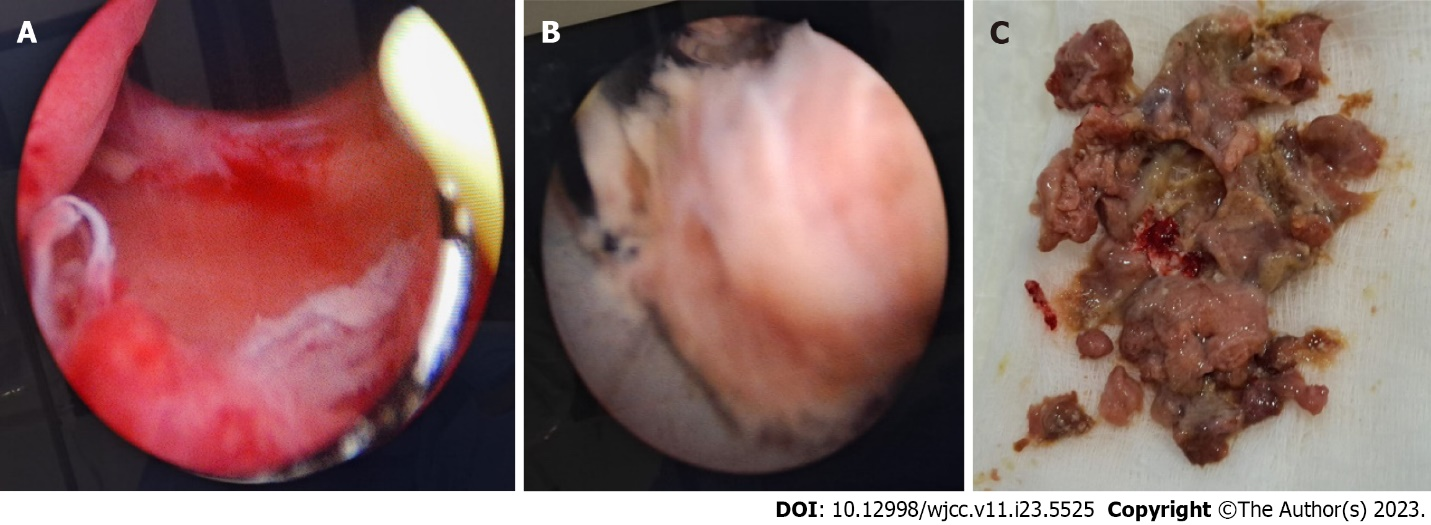 A
B
C
DOI: 10.12998/wjcc.v11.i23.5525 Copyright ©The Author(s) 2023.